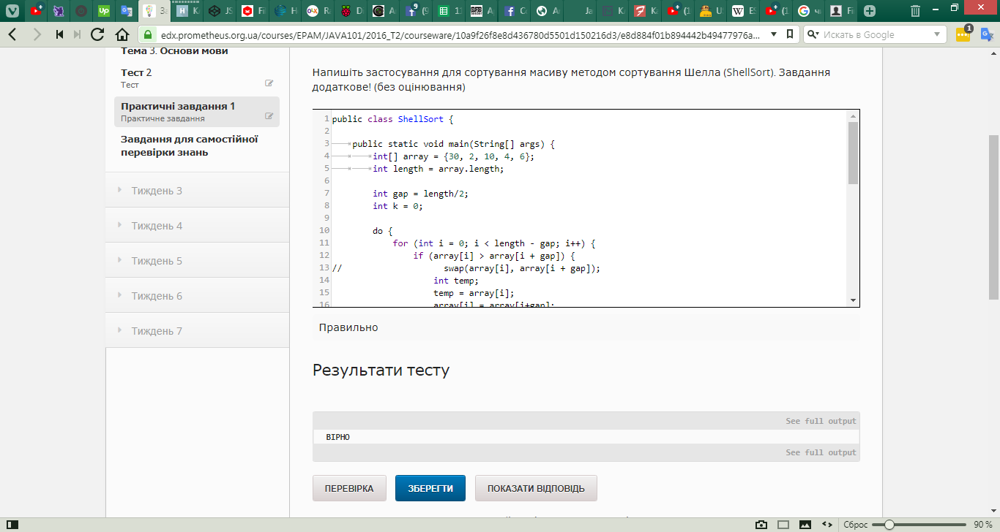 edx.prometheus.org.ua/courses/EPAM/JAVA101/2016_T2/courseware/10a9f26f8e8d436780d5501d150216d3/e8d884f01b894442b49477976a...
Искать в Google
1
Тема 3. Основи мови
Тест 2
Тест
Практичні завдання 1
Практичне завдання
Завдання для самостійної
перевірки знань
Тиждень 3
Тиждень 4
Тиждень 5
Тиждень 6
Тиждень 7
Напишіть застосування для сортування масиву методом сортування Шелла (ShellSort). Завдання
додаткове! (без оцінювання)
1 public class ShellSort {
2
3 public static void main(String[] args) {
4 int[] array = {30, 2, 10, 4, 6};
5 int length = array.length;
6
7 int gap = length/2;
8 int k = 0;
9
10 do {
11 for (int i = 0; i < length - gap; i++) {
12 if (array[i] > array[i + gap]) {
13 // swap(array[i], array[i + gap]);
14 int temp;
15 temp = array[i];
16 array[i] = array[i+gap];
Правильно
Результати тесту
See full output
ВІРНО
See full output
ПЕРЕВІРКА
ЗБЕРЕГТИ
ПОКАЗАТИ ВІДПОВІДЬ
Сброс
90 %